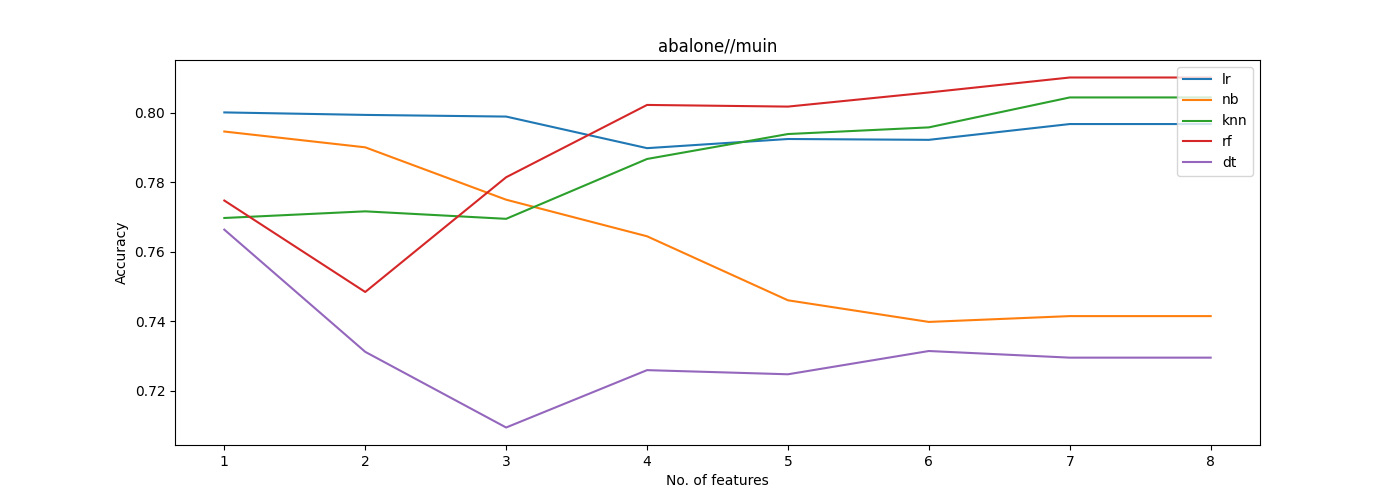 abalone//muin
Accuracy
0.80
0.78
0.76
0.74
0.72
lr
nb
knn
rf
dt
1 2 3 4 5 6 7 8
No. of features